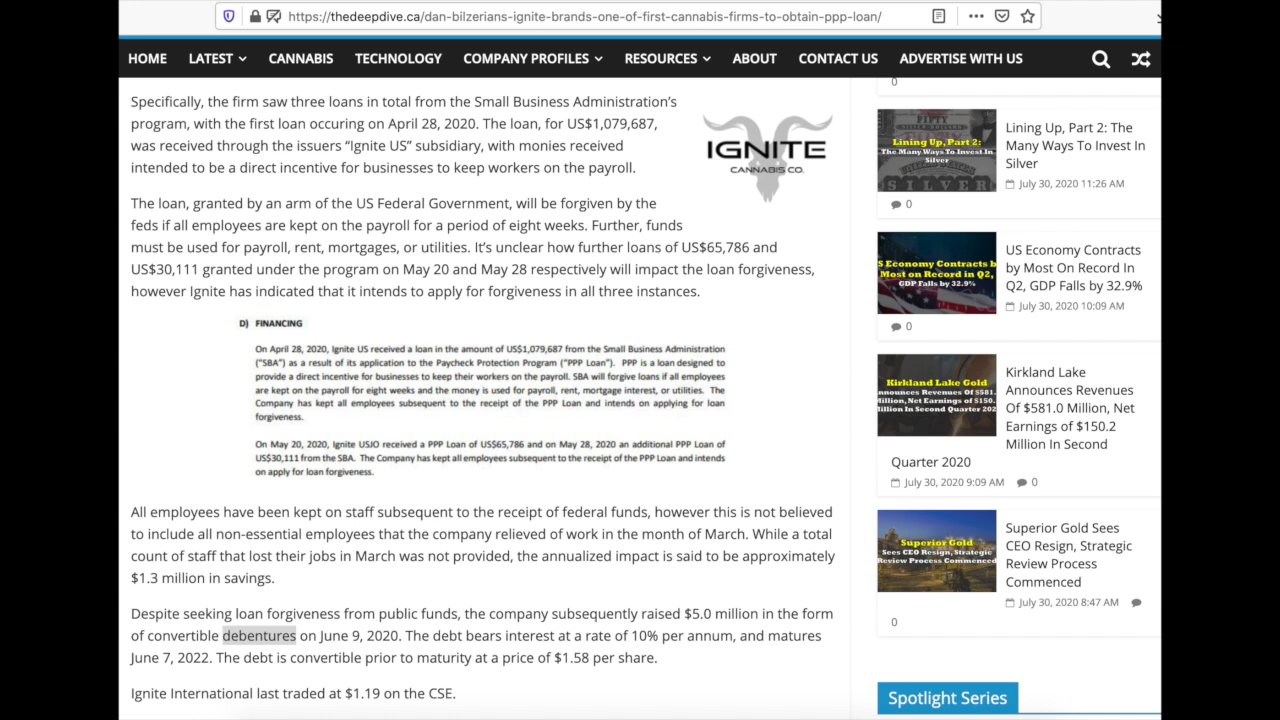 https://thedeepdive.ca/dan-bilzerians-ignite-brands-one-of-first-cannabis-firms-to-obtain-ppp-loan/
HOME LATEST CANNABIS TECHNOLOGY COMPANY PROFILES RESOURCES ABOUT CONTACT US ADVERTISE WITH US
Specifically, the firm saw three loans in total from the Small Business Administration's
program, with the first loan occuring on April 28, 2020. The loan, for US$1,079,687,
was received through the issuers "Ignite US" subsidiary, with monies received
intended to be a direct incentive for businesses to keep workers on the payroll.
IGNITE
CANNABIS CO.
The loan, granted by an arm of the US Federal Government, will be forgiven by the
feds if all employees are kept on the payroll for a period of eight weeks. Further, funds
must be used for payroll, rent, mortgages, or utilities. It's unclear how further loans of US$65,786 and
US$30,111 granted under the program on May 20 and May 28 respectively will impact the loan forgiveness,
however Ignite has indicated that it intends to apply for forgiveness in all three instances.
D) FINANCING
On April 28, 2020, Ignite US received a loan in the amount of US$1,079,687 from the Small Business Administration
("SBA") as a result of its application to the Paycheck Protection Program ("PPP Loan"). PPP is a loan designed to
provide a direct incentive for businesses to keep their workers on the payroll. SBA will forgive loans if all employees
are kept on the payroll for eight weeks and the money is used for payroll, rent, mortgage interest, or utilities. The
Company has kept all employees subsequent to the receipt of the PPP Loan and intends on applying for loan
forgiveness.
On May 20, 2020, Ignite USJO received a PPP Loan of US$65,786 and on May 28, 2020 an additional PPP Loan of
US$30,111 from the SBA. The Company has kept all employees subsequent to the receipt of the PPP Loan and intends
on apply for loan forgiveness.
All employees have been kept on staff subsequent to the receipt of federal funds, however this is not believed
to include all non-essential employees that the company relieved of work in the month of March. While a total
count of staff that lost their jobs in March was not provided, the annualized impact is said to be approximately
$1.3 million in savings.
Despite seeking loan forgiveness from public funds, the company subsequently raised $5.0 million in the form
of convertible debentures on June 9, 2020. The debt bears interest at a rate of 10% per annum, and matures
June 7, 2022. The debt is convertible prior to maturity at a price of $1.58 per share.
Ignite International last traded at $1.19 on the CSE.
0
Lining Up, Part 2:
The Many Ways To Invest In
Silver
SILVER
Lining Up, Part 2: The
Many Ways To Invest In
Silver
July 30, 2020 11:26 AM
0
S Economy Contracts b
Most on Record in Q2,
GDP Falls by 32.9%
US Economy Contracts
by Most On Record In
Q2, GDP Falls by 32.9%
July 30, 2020 10:09 AM
0
Kirkland Lake Gold
nnounces Revenues Of $581.
Million, Net Earnings of $150.
Million In Second Quarter 202
Kirkland Lake
Announces Revenues
Of $581.0 Million, Net
Earnings of $150.2
Million In Second
Quarter 2020
July 30, 2020 9:09 AM 0
Superior Gold
Sees CEO Resign, Strategic
Review Process Commenced
Superior Gold Sees
CEO Resign, Strategic
Review Process
Commenced
July 30, 2020 8:47 AM
0
Spotlight Series